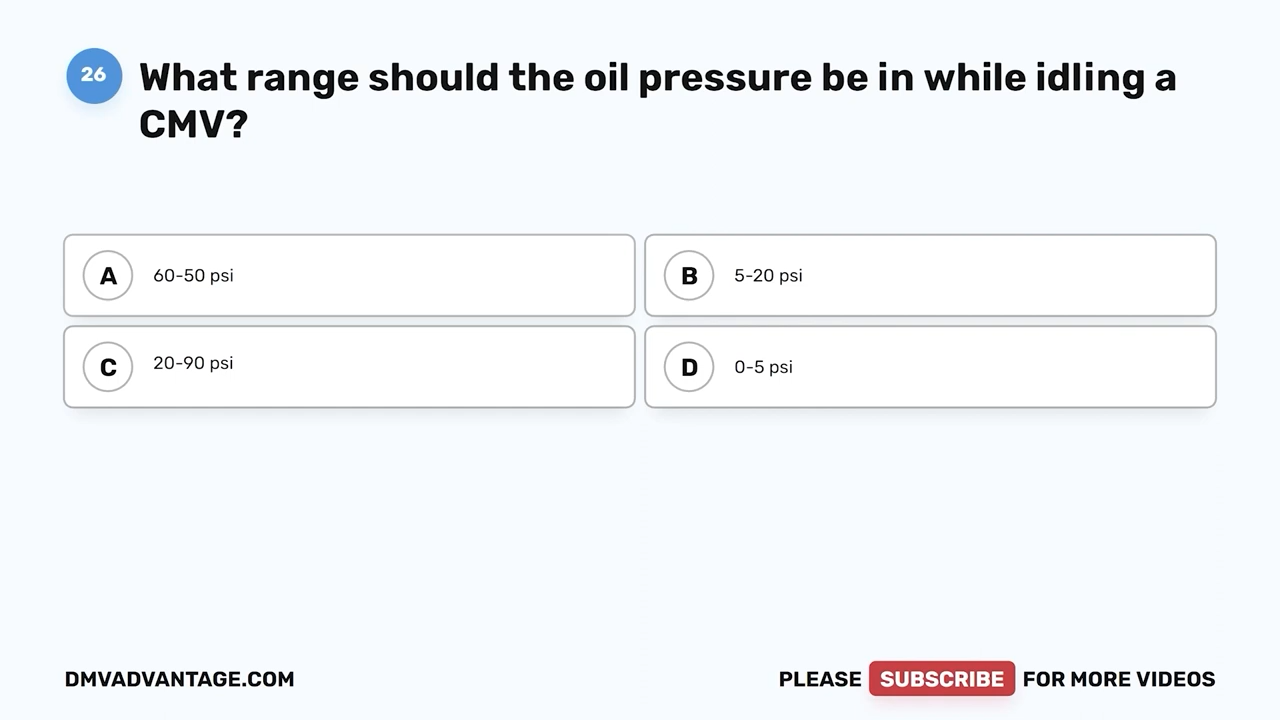 26
What range should the oil pressure be in while idling a
CMV?
A
60-50 psi
B
5-20 psi
C
20-90 psi
D
0-5 psi
DMVADVANTAGE.COM
PLEASE SUBSCRIBE FOR MORE VIDEOS